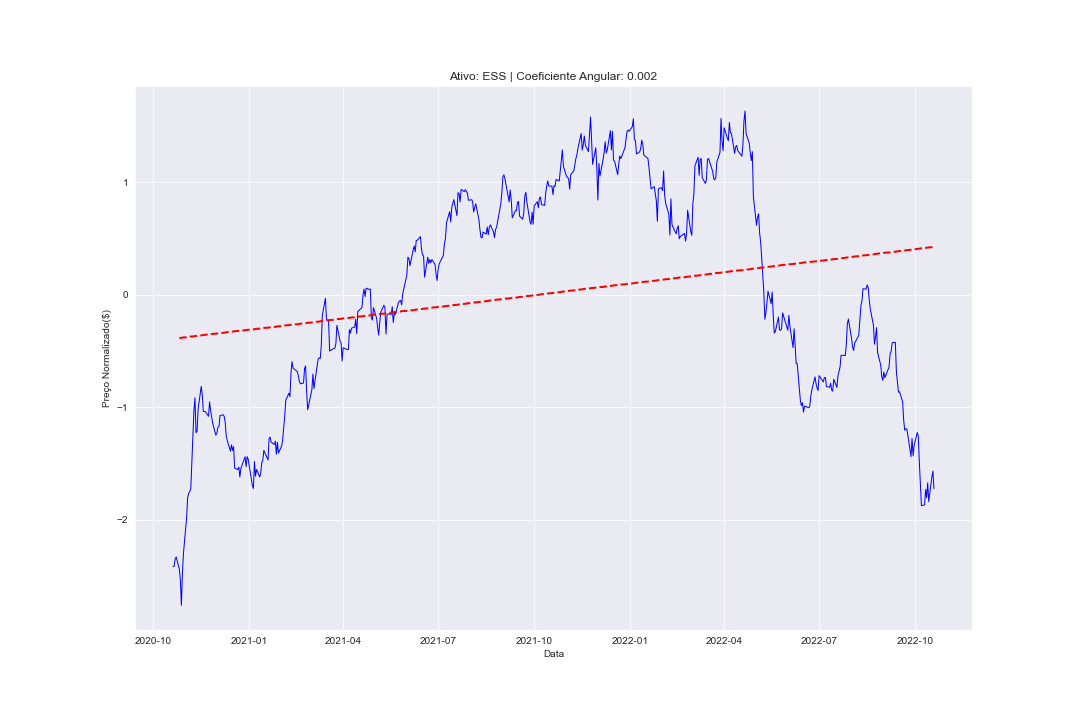 Ativo: ESS | Coeficiente Angular: 0.002
Preço Normalizado($)
1
0
−1
−2
2020-10 2021-01 2021-04 2021-07 2021-10 2022-01 2022-04 2022-07 2022-10
Data